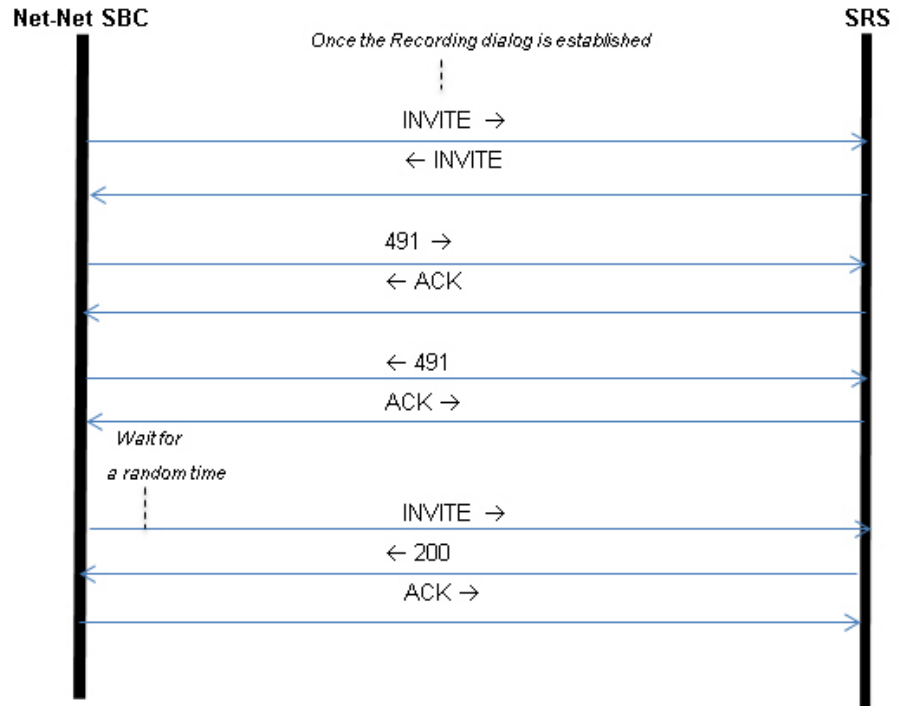 Net-Net SBC
SRS
Once the Recording dialog is established
INVITE →
← INVITE
491 →
← ACK
← 491
ACK →
Wait for
a random time
INVITE →
← 200
ACK →